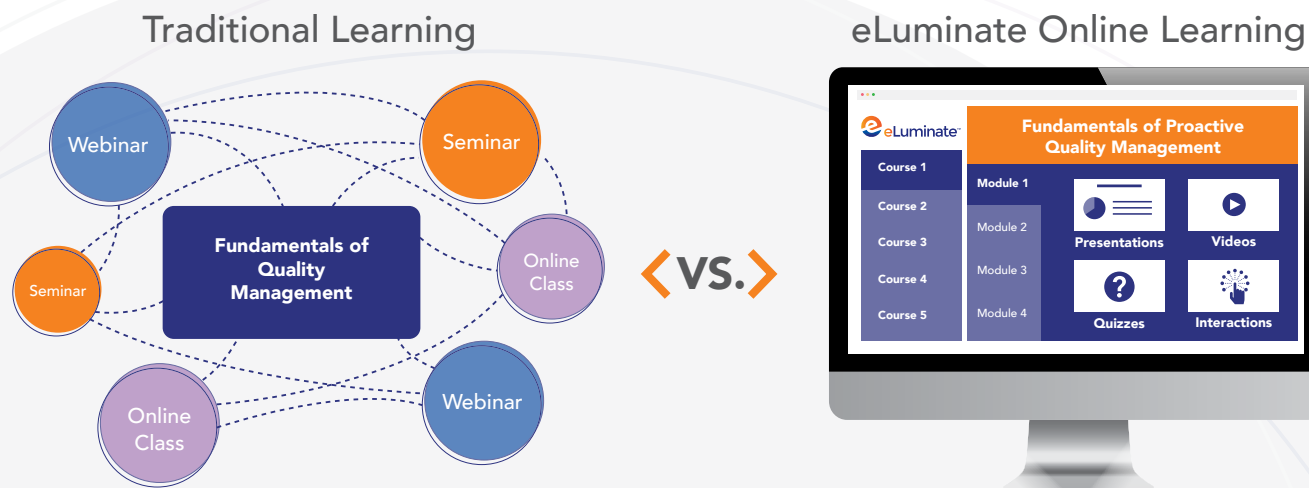 Traditional Learning
Webinar
Seminar
Seminar
Fundamentals of
Quality
Management
Online
Class
Online
Class
Webinar
<VS.>
eLuminate Online Learning
eLuminate™
Fundamentals of Proactive
Quality Management
Course 1
Course 2
Course 3
Course 4
Course 5
Module 1
Module 2
Module 3
Module 4
Presentations
Videos
Quizzes
?
Interactions